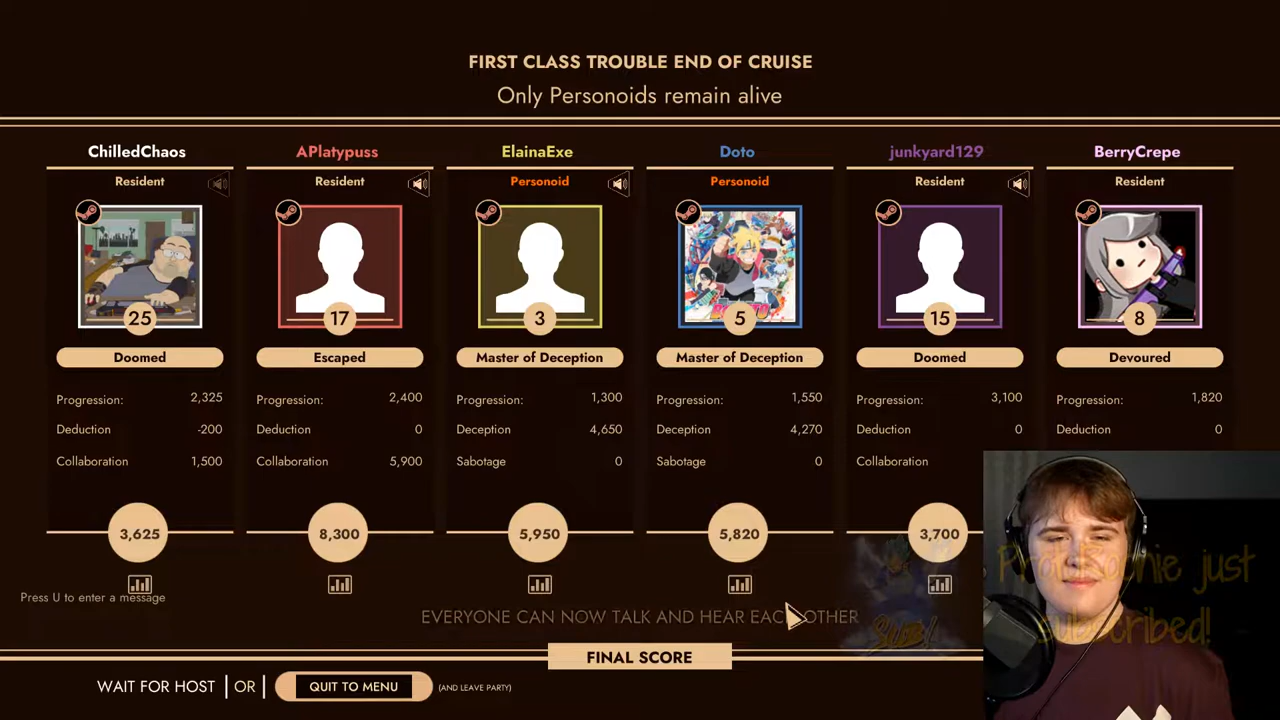 FIRST CLASS TROUBLE END OF CRUISE
Only Personoids remain alive
ChilledChaos
Resident
25
Doomed
Progression: 2,325
Deduction -200
Collaboration 1,500
3,625
APlatypuss
Resident
17
Escaped
Progression: 2,400
Deduction 0
Collaboration 5,900
8,300
ElainaExe
Personoid
3
Master of Deception
Progression: 1,300
Deception 4,650
Sabotage 0
5,950
Doto
Personoid
5
Master of Deception
Progression: 1,550
Deception 4,270
Sabotage 0
5,820
junkyard129
Resident
15
Doomed
Progression: 3,100
Deduction 0
Collaboration
3,700
BerryCrepe
Resident
8
Devoured
Progression: 1,820
Deduction 0
just
subscribed!
Press U to enter a message
EVERYONE CAN NOW TALK AND HEAR EACH OTHER
FINAL SCORE
WAIT FOR HOST | OR | QUIT TO MENU (AND LEAVE PARTY)